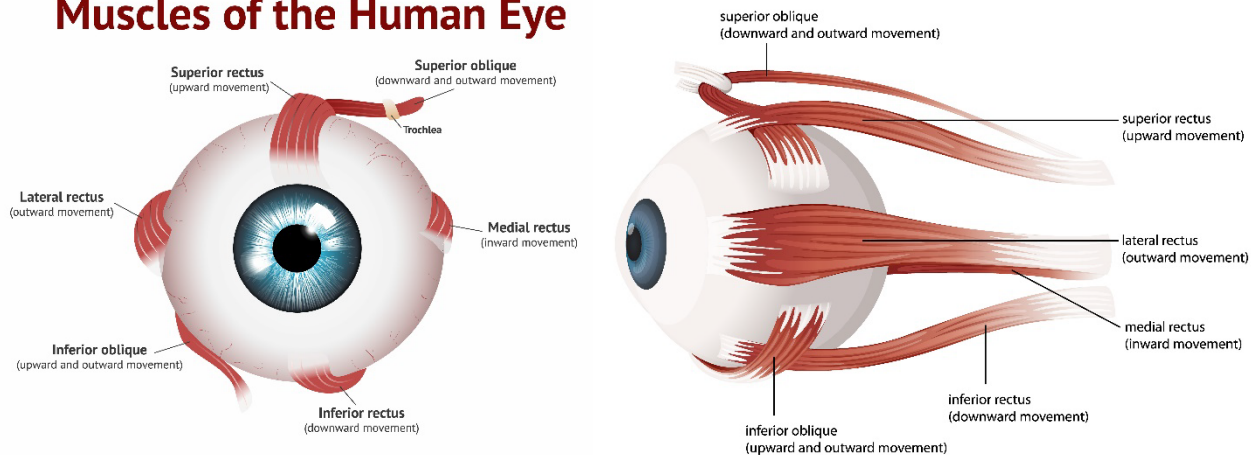 Muscles of the Human Eye
Superior rectus
(upward movement)
Superior oblique
(downward and outward movement)
Trochlea
Lateral rectus
(outward movement)
Medial rectus
(inward movement)
Inferior oblique
(upward and outward movement)
Inferior rectus
(downward movement)
superior oblique
(downward and outward movement)
superior rectus
(upward movement)
lateral rectus
(outward movement)
medial rectus
(inward movement)
inferior rectus
(downward movement)
inferior oblique
(upward and outward movement)